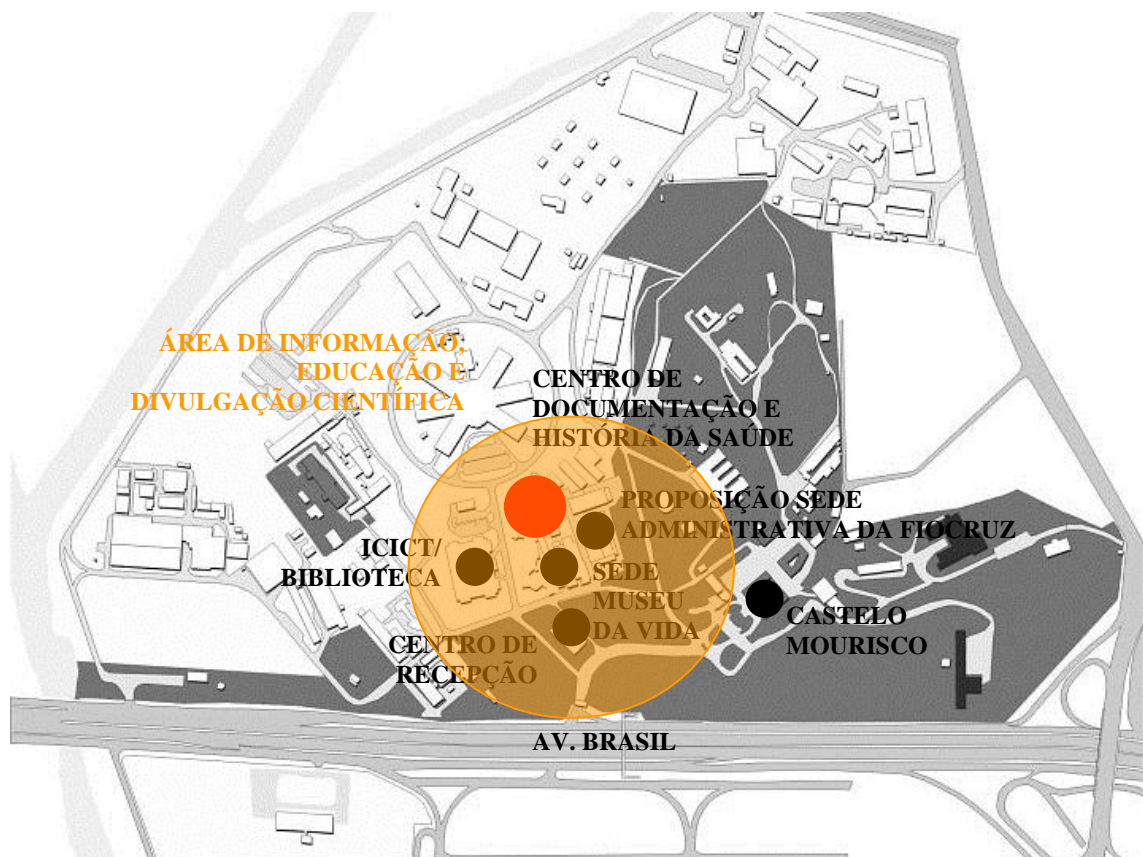 ÁREA DE INFORMAÇÃO,
EDUCAÇÃO E
DIVULGAÇÃO CIENTÍFICA
CENTRO DE
DOCUMENTAÇÃO E
HISTÓRIA DA SAÚDE
PROPOSIÇÃO SEDE
ADMINISTRATIVA DA FIOCRUZ
ICICT/
BIBLIOTECA
SEDE
MUSEU
DA VIDA
CASTELO
MOURISCO
CENTRO DE
RECEPÇÃO
AV. BRASIL